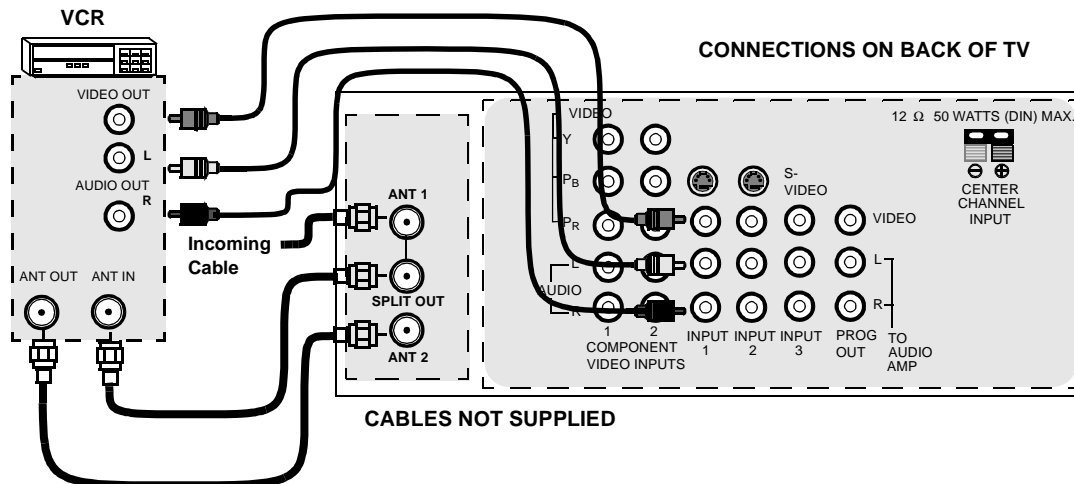 VCR
CONNECTIONS ON BACK OF TV
VIDEO OUT
L
AUDIO OUT
R
ANT OUT
ANT IN
Incoming
Cable
ANT 1
SPLIT OUT
ANT 2
VIDEO
Y
PB
PR
L
AUDIO
R
1
2
COMPONENT
VIDEO INPUTS
S-
VIDEO
INPUT
1
INPUT
2
INPUT
3
PROG
OUT
VIDEO
L
R
TO
AUDIO
AMP
12 Ω 50 WATTS (DIN) MAX.
CENTER
CHANNEL
INPUT
CABLES NOT SUPPLIED